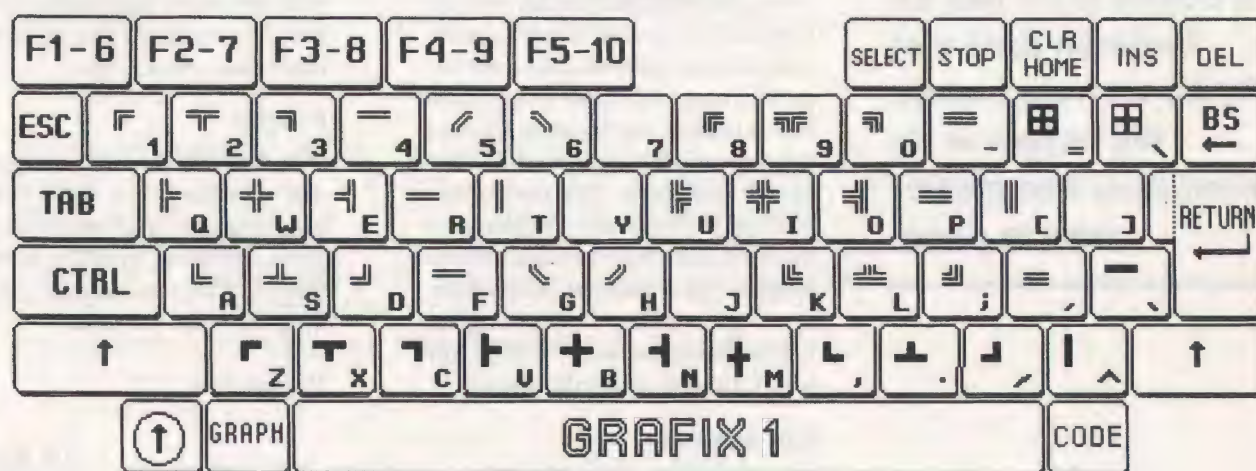 F1-6 F2-7 F3-8 F4-9 F5-10 SELECT STOP CLR HOME INS DEL
ESC 1 2 3 4 5 6 7 8 9 0 - = \ BS ←
TAB Q W E R T Y U I O P [ ] RETURN
CTRL A S D F G H J K L ; ´ `
↑ Z X C V B N M , . / ^ ↑
↑ GRAPH GRAFIX 1 CODE